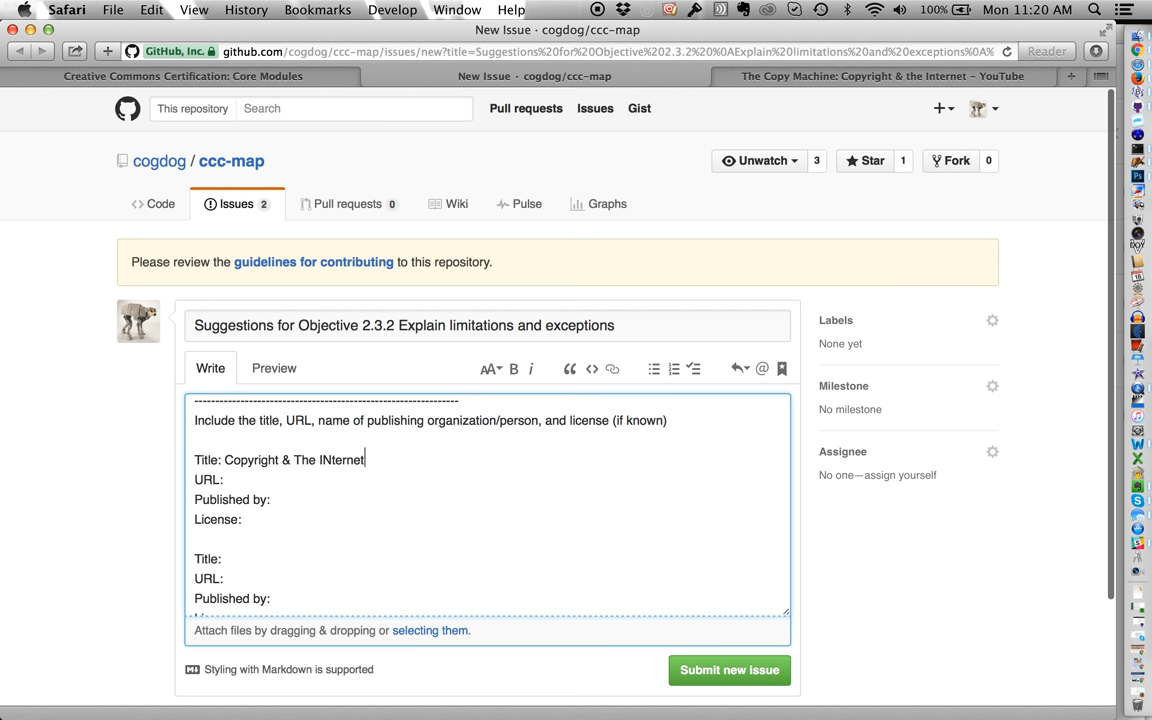 Safari File Edit View History Bookmarks Develop Window Help 100% Mon 11:20 AM
New Issue · cogdog/ccc-map
GitHub, Inc. github.com/cogdog/ccc-map/issues/new?title=Suggestions%20for%20Objective%202.3.2%20%0AExplain%20limitations%20and%20exceptions%0A% Reader
Creative Commons Certification: Core Modules New Issue · cogdog/ccc-map The Copy Machine: Copyright & the Internet – YouTube
This repository Search Pull requests Issues Gist
cogdog / ccc-map Unwatch 3 Star 1 Fork 0
Code Issues 2 Pull requests 0 Wiki Pulse Graphs
Please review the guidelines for contributing to this repository.
Suggestions for Objective 2.3.2 Explain limitations and exceptions
Labels
None yet
Write Preview AA B i @
Milestone
No milestone
---------------------------------------------------------------
Include the title, URL, name of publishing organization/person, and license (if known)
Assignee
No one—assign yourself
Title: Copyright & The INternet
URL:
Published by:
License:
Title:
URL:
Published by:
Attach files by dragging & dropping or selecting them.
Styling with Markdown is supported Submit new issue